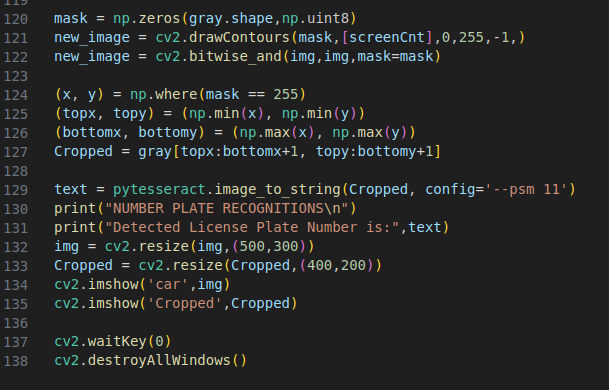 119
120 mask = np.zeros(gray.shape,np.uint8)
121 new_image = cv2.drawContours(mask,[screenCnt],0,255,-1,)
122 new_image = cv2.bitwise_and(img,img,mask=mask)
123
124 (x, y) = np.where(mask == 255)
125 (topx, topy) = (np.min(x), np.min(y))
126 (bottomx, bottomy) = (np.max(x), np.max(y))
127 Cropped = gray[topx:bottomx+1, topy:bottomy+1]
128
129 text = pytesseract.image_to_string(Cropped, config='--psm 11')
130 print("NUMBER PLATE RECOGNITIONS\n")
131 print("Detected License Plate Number is:",text)
132 img = cv2.resize(img,(500,300))
133 Cropped = cv2.resize(Cropped,(400,200))
134 cv2.imshow('car',img)
135 cv2.imshow('Cropped',Cropped)
136
137 cv2.waitKey(0)
138 cv2.destroyAllWindows()